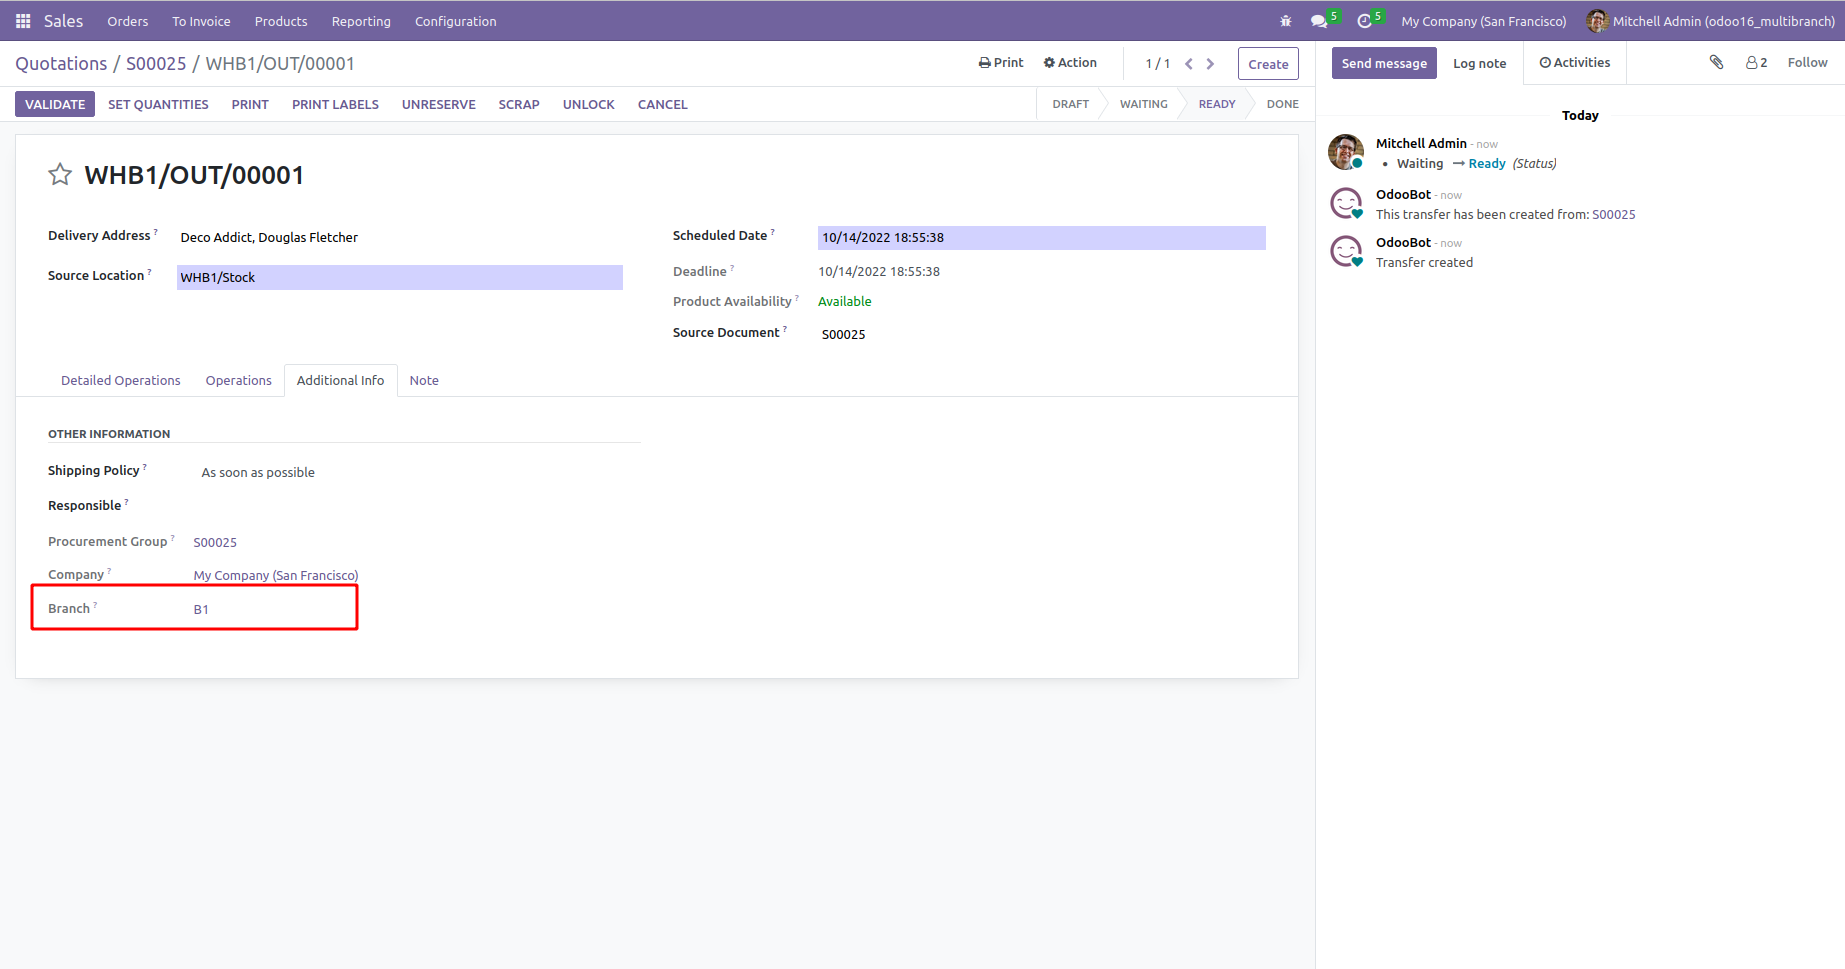 Sales Orders To Invoice Products Reporting Configuration 5 5 My Company (San Francisco) Mitchell Admin (odoo16_multibranch)
Quotations / S00025 / WHB1/OUT/00001 Print Action 1 / 1 Create
VALIDATE SET QUANTITIES PRINT PRINT LABELS UNRESERVE SCRAP UNLOCK CANCEL DRAFT WAITING READY DONE
WHB1/OUT/00001
Delivery Address ? Deco Addict, Douglas Fletcher
Source Location ? WHB1/Stock
Scheduled Date ? 10/14/2022 18:55:38
Deadline ? 10/14/2022 18:55:38
Product Availability ? Available
Source Document ? S00025
Detailed Operations Operations Additional Info Note
OTHER INFORMATION
Shipping Policy ? As soon as possible
Responsible ?
Procurement Group ? S00025
Company ? My Company (San Francisco)
Branch ? B1
Send message Log note Activities 2 Follow
Today
Mitchell Admin - now
• Waiting → Ready (Status)
OdooBot - now
This transfer has been created from: S00025
OdooBot - now
Transfer created